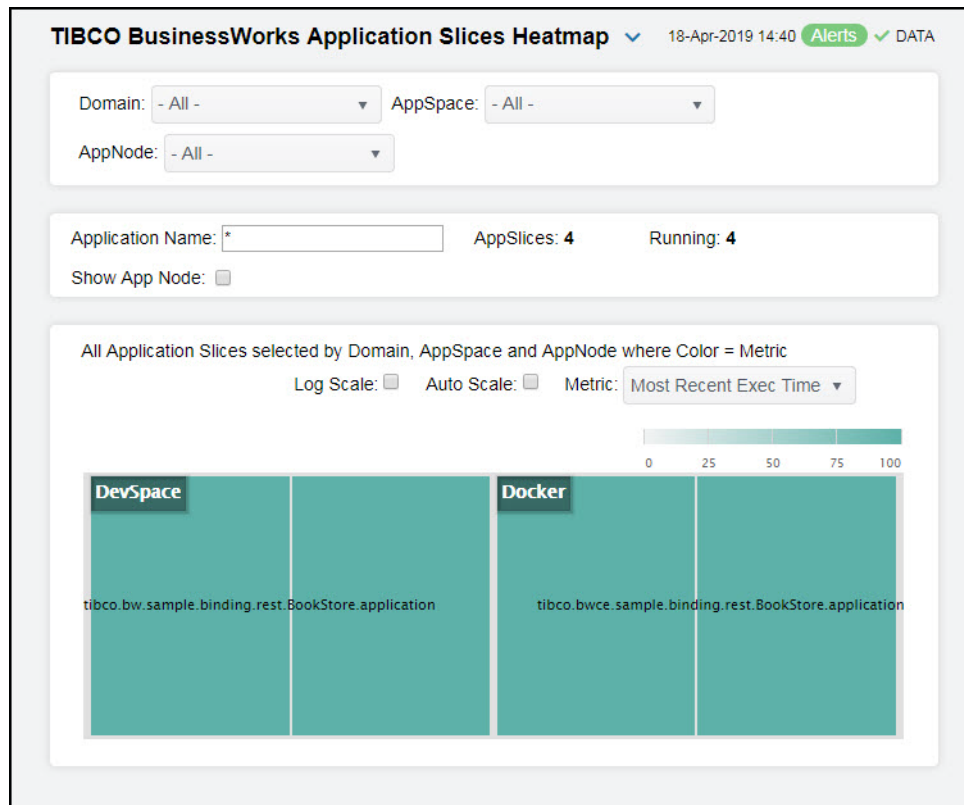 TIBCO BusinessWorks Application Slices Heatmap 18-Apr-2019 14:40 Alerts DATA
Domain: - All - AppSpace: - All -
AppNode: - All -
Application Name: * AppSlices: 4 Running: 4
Show App Node:
All Application Slices selected by Domain, AppSpace and AppNode where Color = Metric
Log Scale: Auto Scale: Metric: Most Recent Exec Time
0 25 50 75 100
DevSpace Docker
tibco.bw.sample.binding.rest.BookStore.application tibco.bwce.sample.binding.rest.BookStore.application